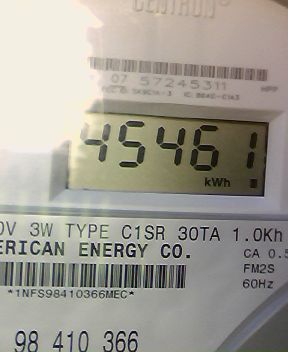 CENTRON
07 57245311
45461
kWh
0V 3W TYPE C1SR 30TA 1.0Kh
ERICAN ENERGY CO.
CA 0.5
FM2S
*1NFS98410366MEC*
60Hz
98 410 366